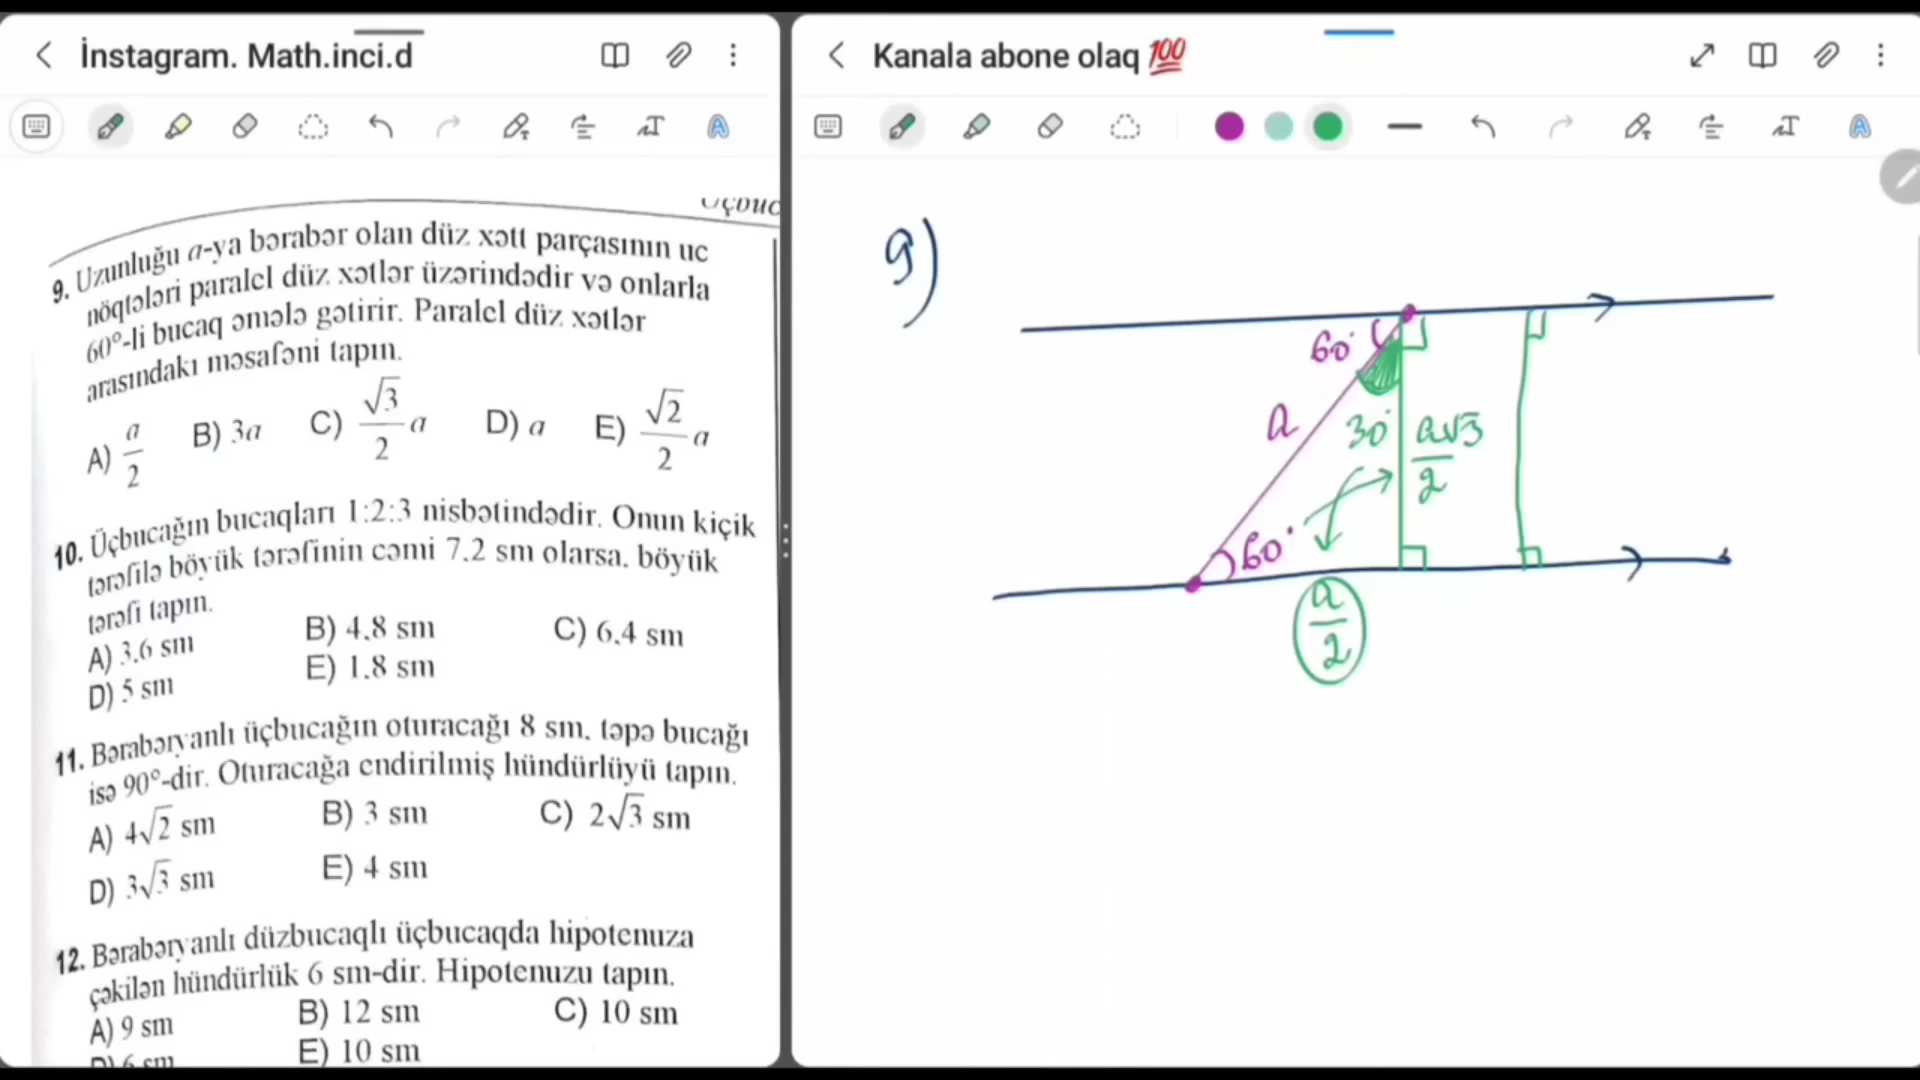 İnstagram. Math.inci.d
Üçbuc
9. Uzunluğu a-ya bərabər olan düz xətt parçasının uc
nöqtələri paralel düz xətlər üzərindədir və onlarla
60°-li bucaq əmələ gətirir. Paralel düz xətlər
arasındakı məsafəni tapın.
A) a/2 B) 3a C) √3/2 a D) a E) √2/2 a
10. Üçbucağın bucaqları 1:2:3 nisbətindədir. Onun kiçik
tərəfilə böyük tərəfinin cəmi 7.2 sm olarsa, böyük
tərəfi tapın.
A) 3.6 sm B) 4.8 sm C) 6.4 sm
D) 5 sm E) 1.8 sm
11. Bərabəryanlı üçbucağın oturacağı 8 sm, təpə bucağı
isə 90°-dir. Oturacağa endirilmiş hündürlüyü tapın.
A) 4√2 sm B) 3 sm C) 2√3 sm
D) 3√3 sm E) 4 sm
12. Bərabəryanlı düzbucaqlı üçbucaqda hipotenuza
çəkilən hündürlük 6 sm-dir. Hipotenuzu tapın.
A) 9 sm B) 12 sm C) 10 sm
D) 6 sm E) 10 sm
Kanala abone olaq 💯
9)
60°
a
30°
a√3/2
60°
a/2